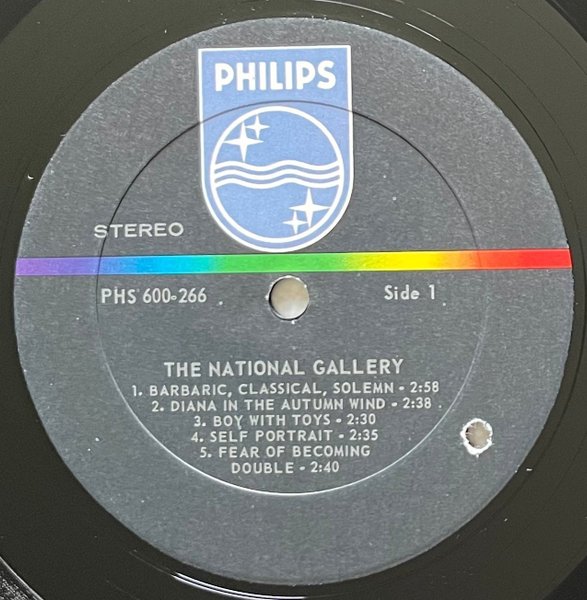 PHILIPS
STEREO
PHS 600-266
Side 1
THE NATIONAL GALLERY
1. BARBARIC, CLASSICAL, SOLEMN - 2:58
2. DIANA IN THE AUTUMN WIND - 2:38
3. BOY WITH TOYS - 2:30
4. SELF PORTRAIT - 2:35
5. FEAR OF BECOMING
DOUBLE - 2:40